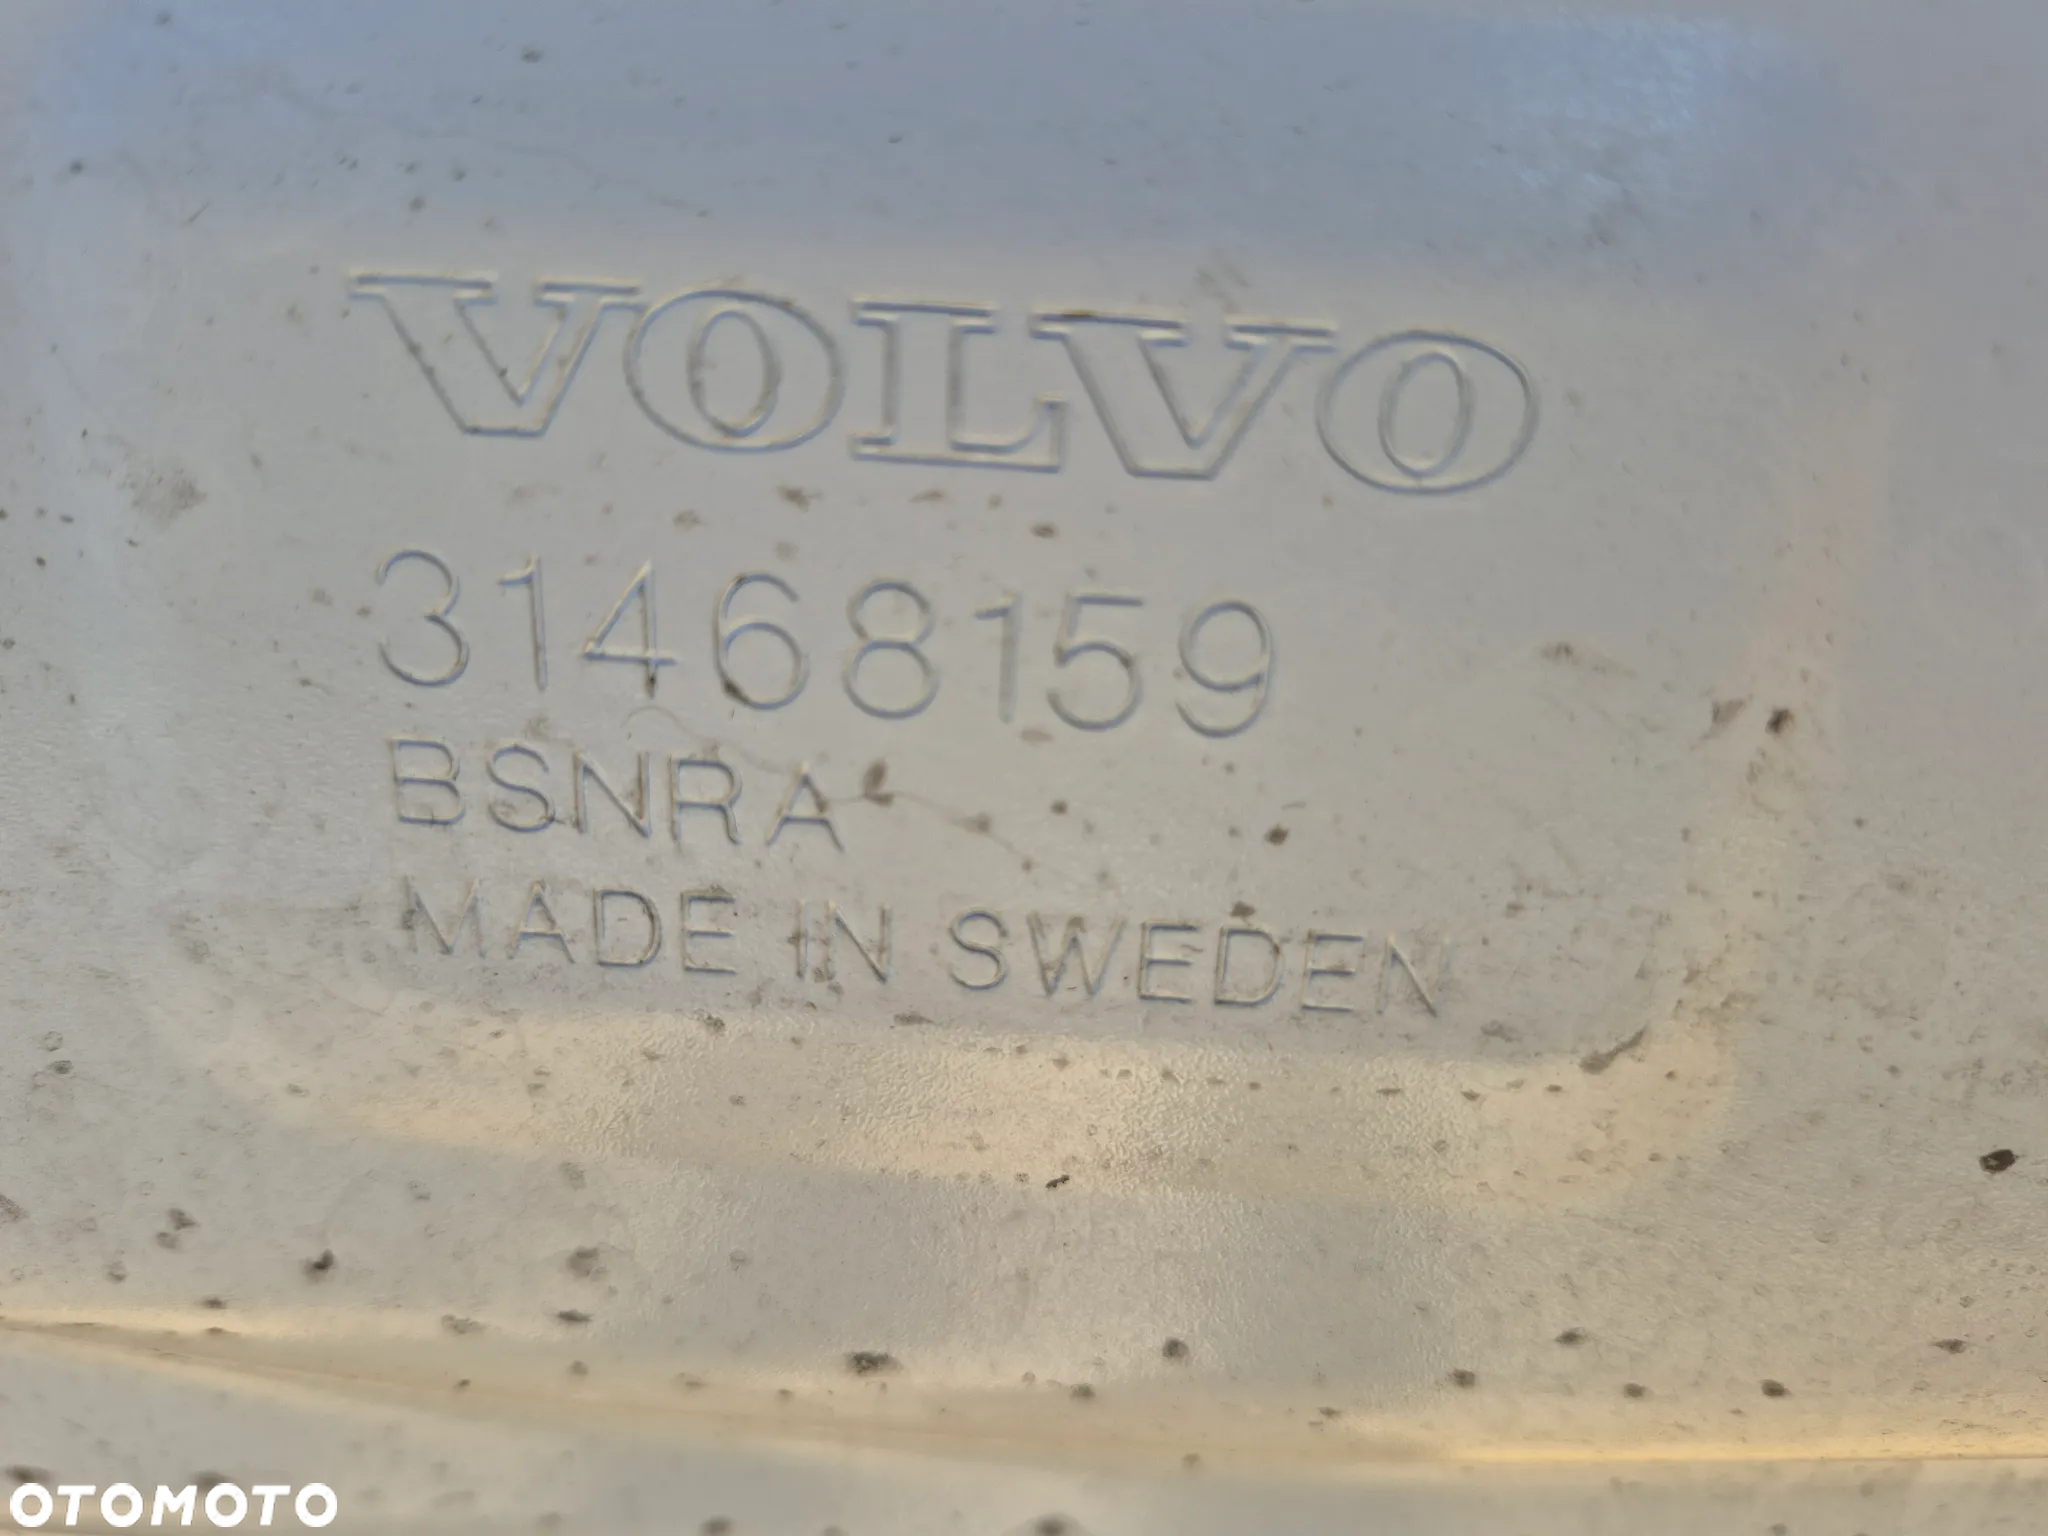 VOLVO
31468159
BSNRA
MADE IN SWEDEN
OTOMOTO